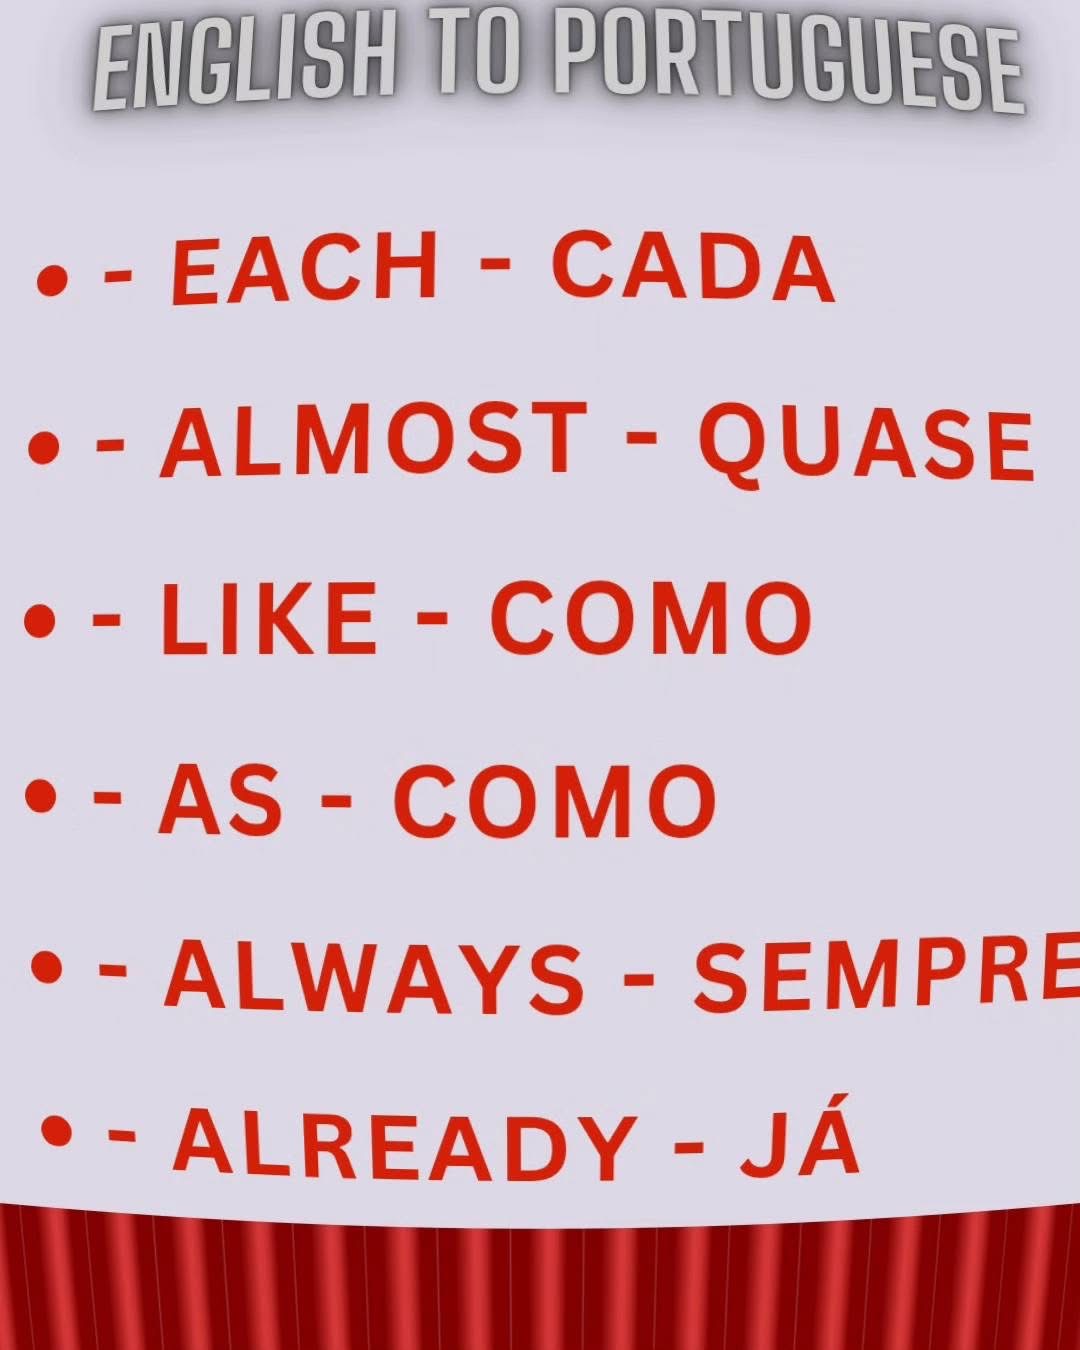 ENGLISH TO PORTUGUESE
• - EACH - CADA
• - ALMOST - QUASE
• - LIKE - COMO
• - AS - COMO
• - ALWAYS - SEMPRE
• - ALREADY - JÁ